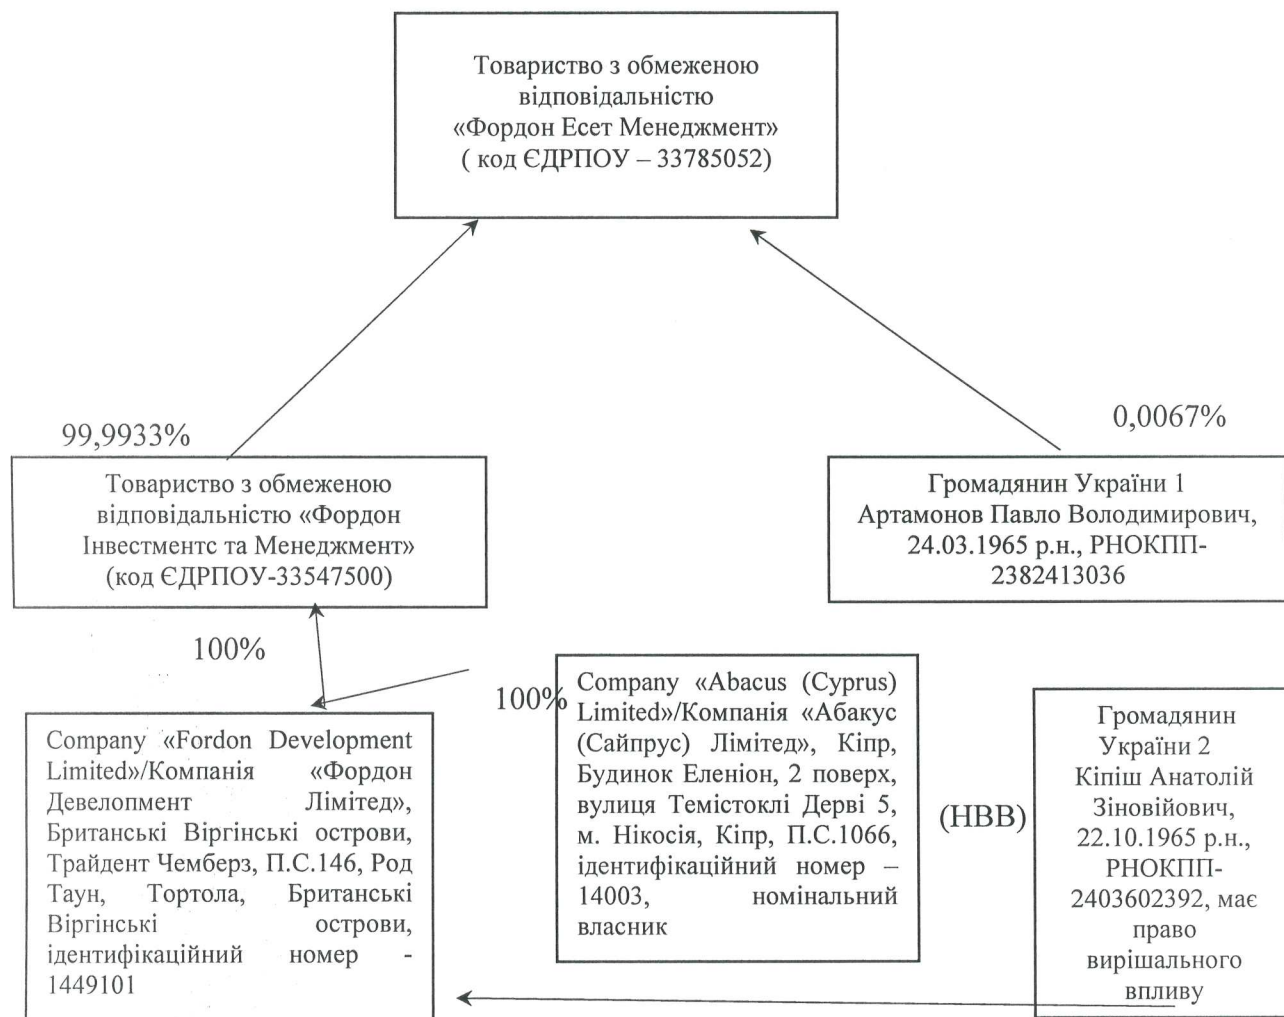 Товариство з обмеженою
відповідальністю
«Фордон Есет Менеджмент»
( код ЄДРПОУ – 33785052)
99,9933%
0,0067%
Товариство з обмеженою
відповідальністю «Фордон
Інвестментс та Менеджмент»
(код ЄДРПОУ-33547500)
Громадянин України 1
Артамонов Павло Володимирович,
24.03.1965 р.н., РНОКПП-
2382413036
100%
100%
Company «Fordon Development
Limited»/Компанія «Фордон
Девелопмент Лімітед»,
Британські Віргінські острови,
Трайдент Чемберз, П.С.146, Род
Таун, Тортола, Британські
Віргінські острови,
ідентифікаційний номер -
1449101
Company «Abacus (Cyprus)
Limited»/Компанія «Абакус
(Сайпрус) Лімітед», Кіпр,
Будинок Еленіон, 2 поверх,
вулиця Темістоклі Дерві 5,
м. Нікосія, Кіпр, П.С.1066,
ідентифікаційний номер –
14003, номінальний
власник
(НВВ)
Громадянин
України 2
Кіпіш Анатолій
Зіновійович,
22.10.1965 р.н.,
РНОКПП-
2403602392, має
право
вирішального
впливу